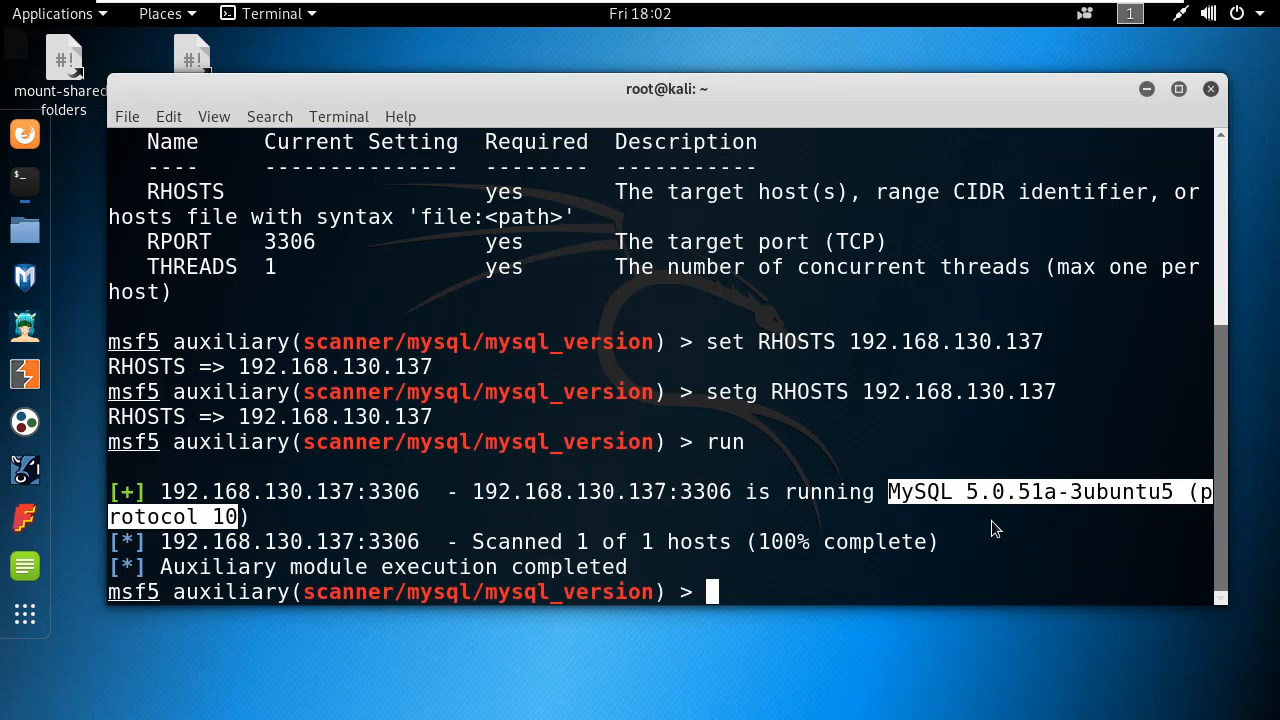 Applications Places Terminal Fri 18:02 1
mount-shared-
folders
root@kali: ~
File Edit View Search Terminal Help
Name Current Setting Required Description
---- --------------- -------- -----------
RHOSTS yes The target host(s), range CIDR identifier, or
hosts file with syntax 'file:<path>'
RPORT 3306 yes The target port (TCP)
THREADS 1 yes The number of concurrent threads (max one per
host)
msf5 auxiliary(scanner/mysql/mysql_version) > set RHOSTS 192.168.130.137
RHOSTS => 192.168.130.137
msf5 auxiliary(scanner/mysql/mysql_version) > setg RHOSTS 192.168.130.137
RHOSTS => 192.168.130.137
msf5 auxiliary(scanner/mysql/mysql_version) > run
[+] 192.168.130.137:3306 - 192.168.130.137:3306 is running MySQL 5.0.51a-3ubuntu5 (p
rotocol 10)
[*] 192.168.130.137:3306 - Scanned 1 of 1 hosts (100% complete)
[*] Auxiliary module execution completed
msf5 auxiliary(scanner/mysql/mysql_version) >